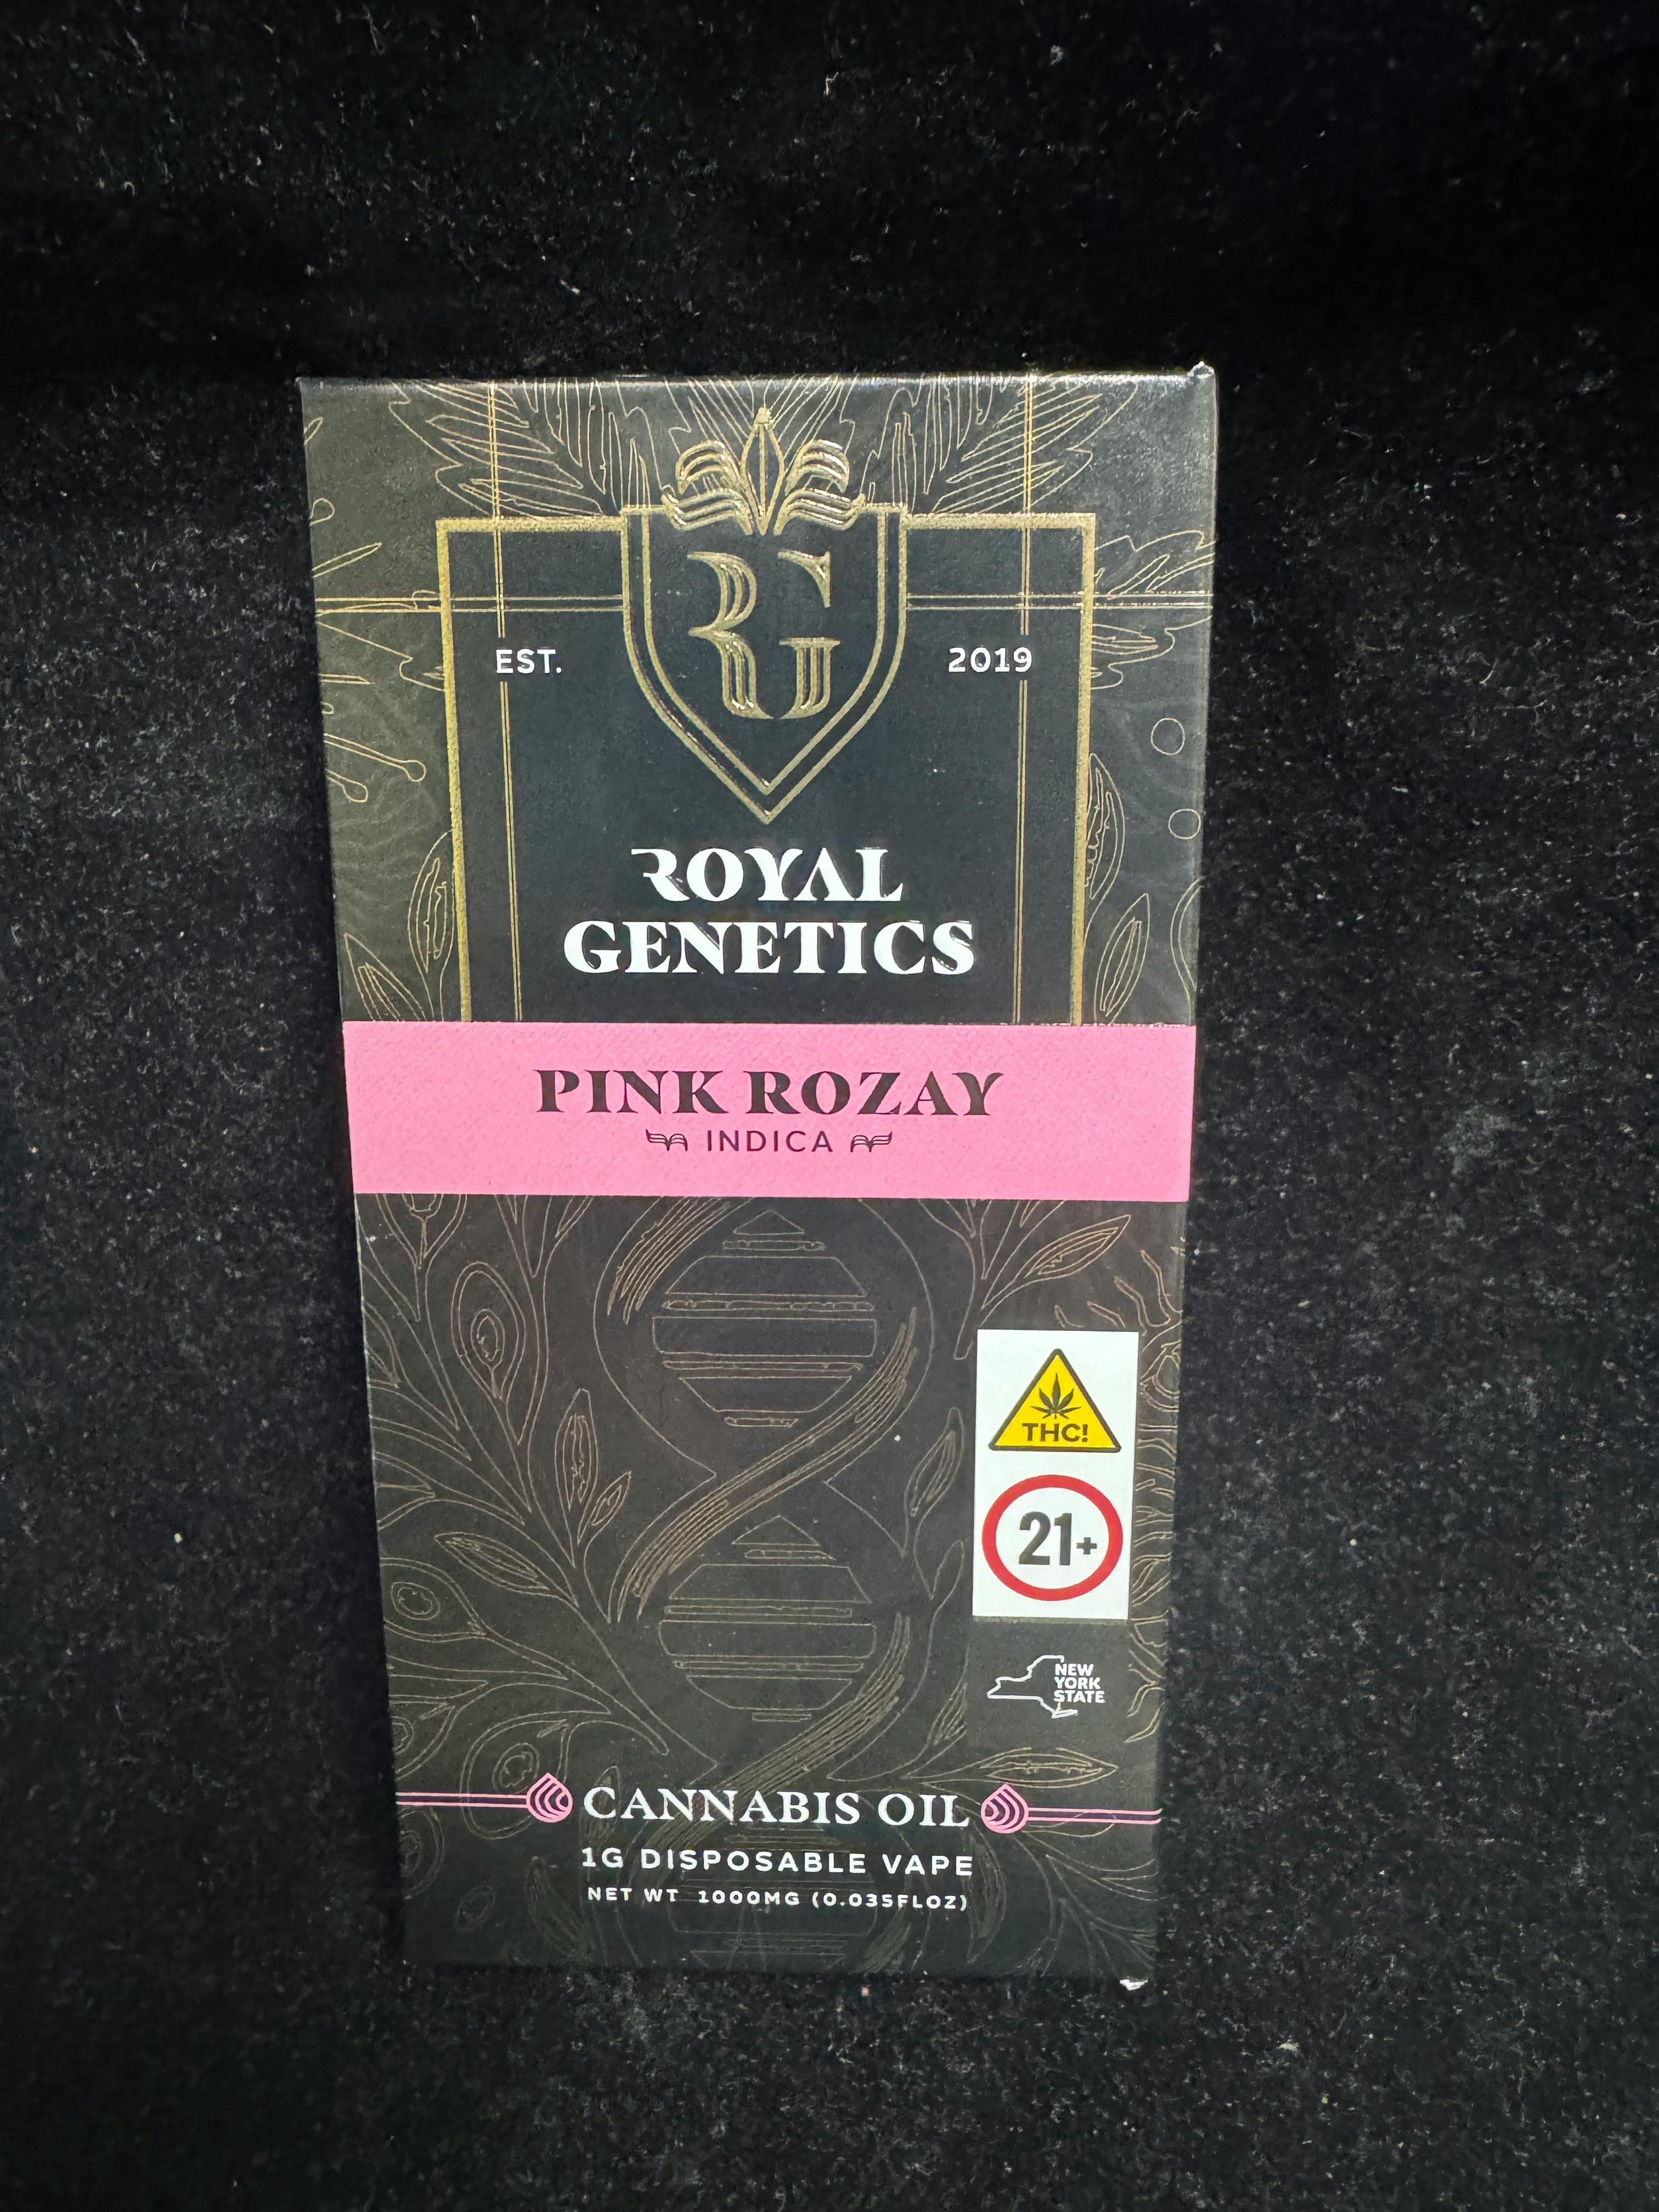 RG
EST. 2019
ROYAL
GENETICS
PINK ROZAY
INDICA
THC!
21+
NEW
YORK
STATE
CANNABIS OIL
1G DISPOSABLE VAPE
NET WT 1000MG (0.035FLOZ)